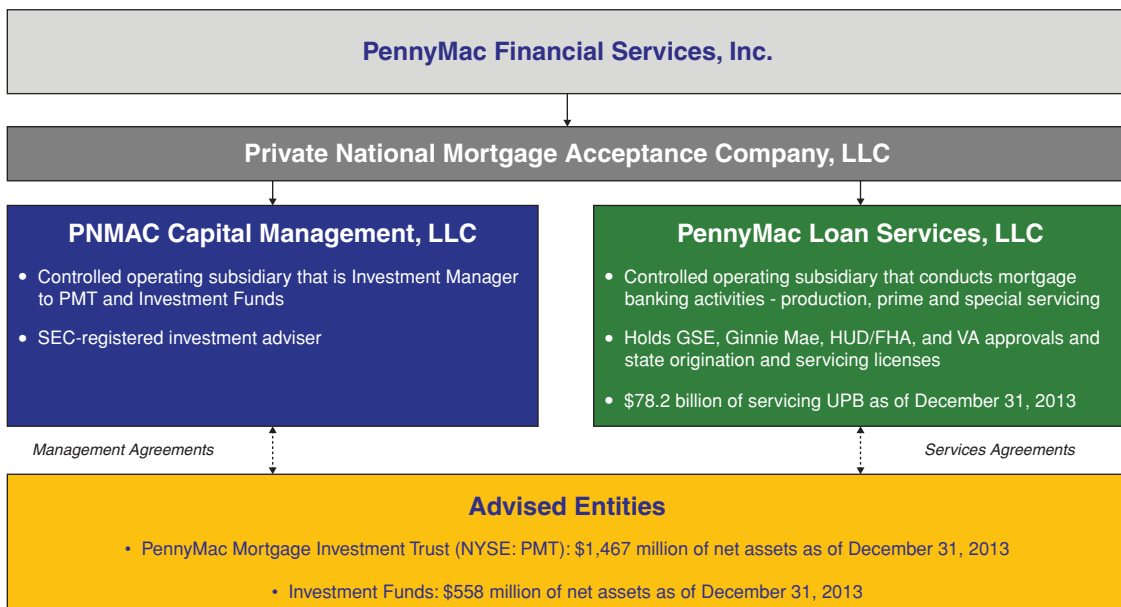 PennyMac Financial Services, Inc.
Private National Mortgage Acceptance Company, LLC
PNMAC Capital Management, LLC
• Controlled operating subsidiary that is Investment Manager
to PMT and Investment Funds
• SEC-registered investment adviser
PennyMac Loan Services, LLC
• Controlled operating subsidiary that conducts mortgage
banking activities - production, prime and special servicing
• Holds GSE, Ginnie Mae, HUD/FHA, and VA approvals and
state origination and servicing licenses
• $78.2 billion of servicing UPB as of December 31, 2013
Management Agreements
Services Agreements
Advised Entities
• PennyMac Mortgage Investment Trust (NYSE: PMT): $1,467 million of net assets as of December 31, 2013
• Investment Funds: $558 million of net assets as of December 31, 2013